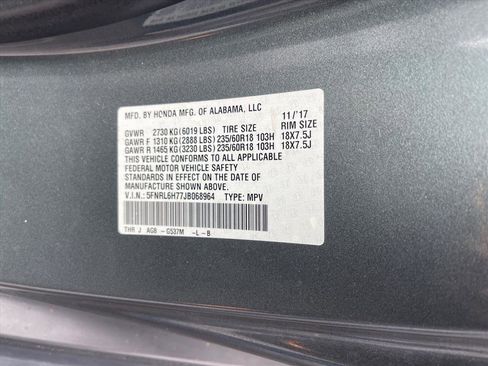 MFD. BY HONDA MFG. OF ALABAMA, LLC 11/'17
GVWR 2730 KG (6019 LBS) TIRE SIZE RIM SIZE
GAWR F 1310 KG (2888 LBS) 235/60R18 103H 18X7.5J
GAWR R 1465 KG (3230 LBS) 235/60R18 103H 18X7.5J
THIS VEHICLE CONFORMS TO ALL APPLICABLE
FEDERAL MOTOR VEHICLE SAFETY
STANDARDS IN EFFECT ON THE DATE OF
MANUFACTURE SHOWN ABOVE.
V.I.N.: 5FNRL6H77JB068964 TYPE: MPV
THR J AGB - G537M -L-B